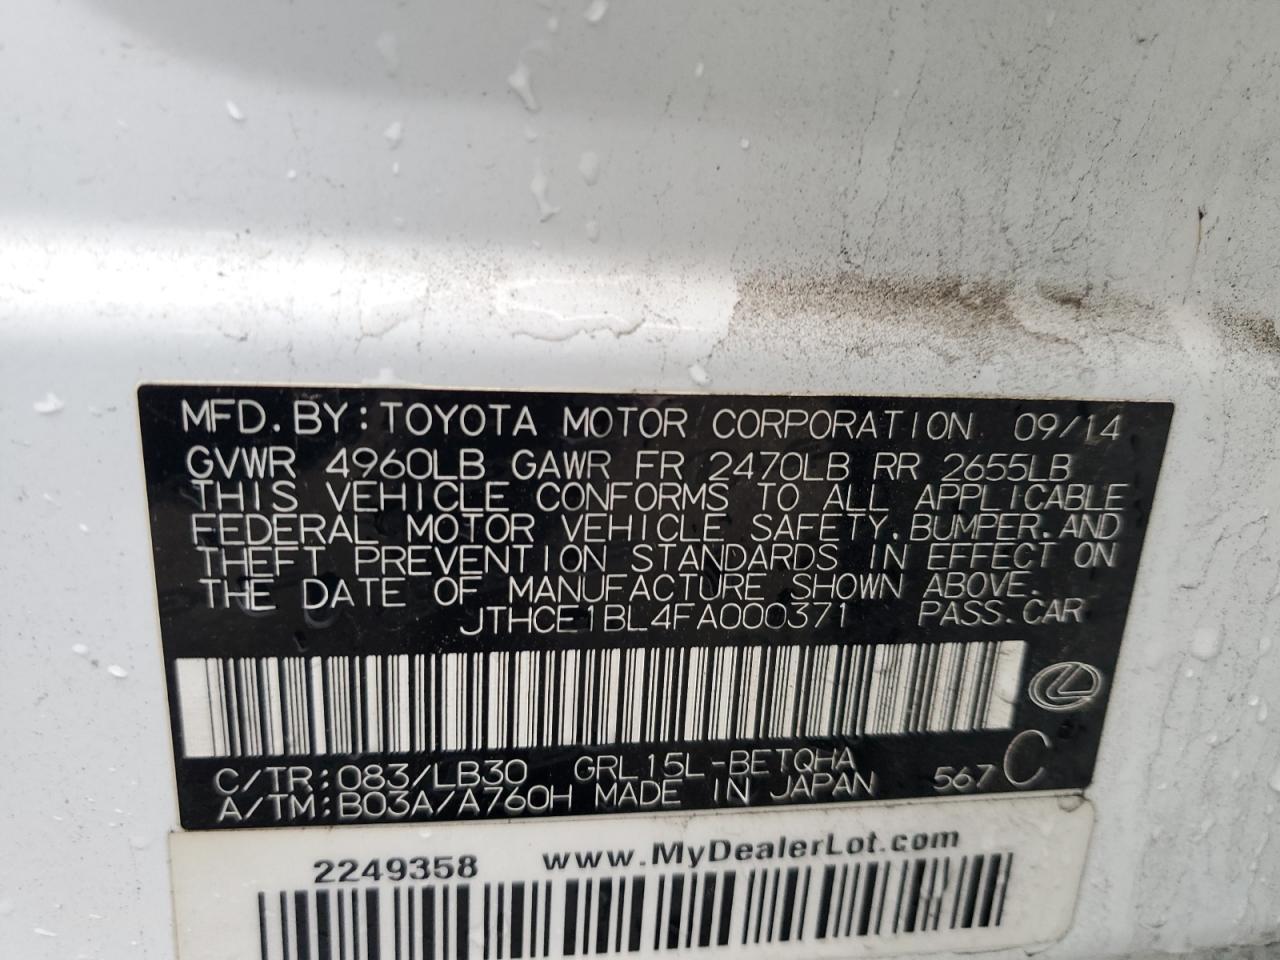 MFD. BY: TOYOTA MOTOR CORPORATION 09/14
GVWR 4960LB GAWR FR 2470LB RR 2655LB
THIS VEHICLE CONFORMS TO ALL APPLICABLE
FEDERAL MOTOR VEHICLE SAFETY, BUMPER, AND
THEFT PREVENTION STANDARDS IN EFFECT ON
THE DATE OF MANUFACTURE SHOWN ABOVE.
JTHCE1BL4FA000371 PASS. CAR
C/TR: 083/LB30 GRL15L-BETQHA
A/TM: B03A/A760H MADE IN JAPAN 567 C
2249358 www.MyDealerLot.com